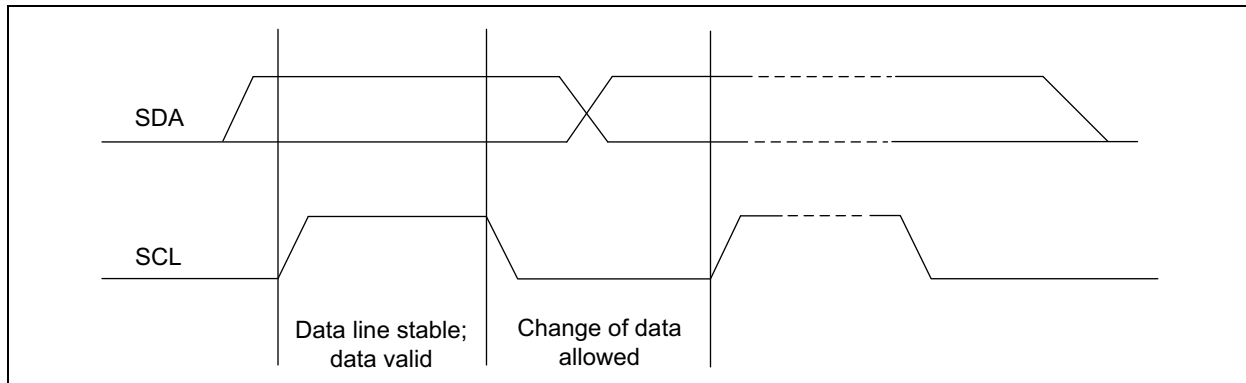 SDA
SCL
Data line stable;
data valid
Change of data
allowed